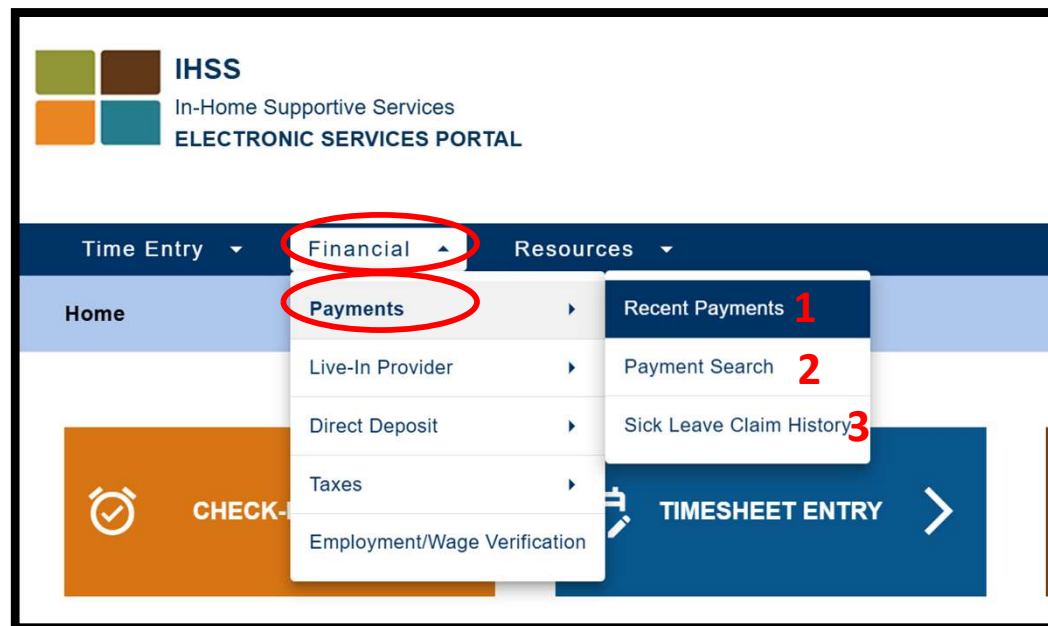 IHSS
In-Home Supportive Services
ELECTRONIC SERVICES PORTAL
Time Entry Financial Resources
Home
Payments
Live-In Provider
Direct Deposit
Taxes
Employment/Wage Verification
Recent Payments 1
Payment Search 2
Sick Leave Claim History 3
CHECK-
TIMESHEET ENTRY